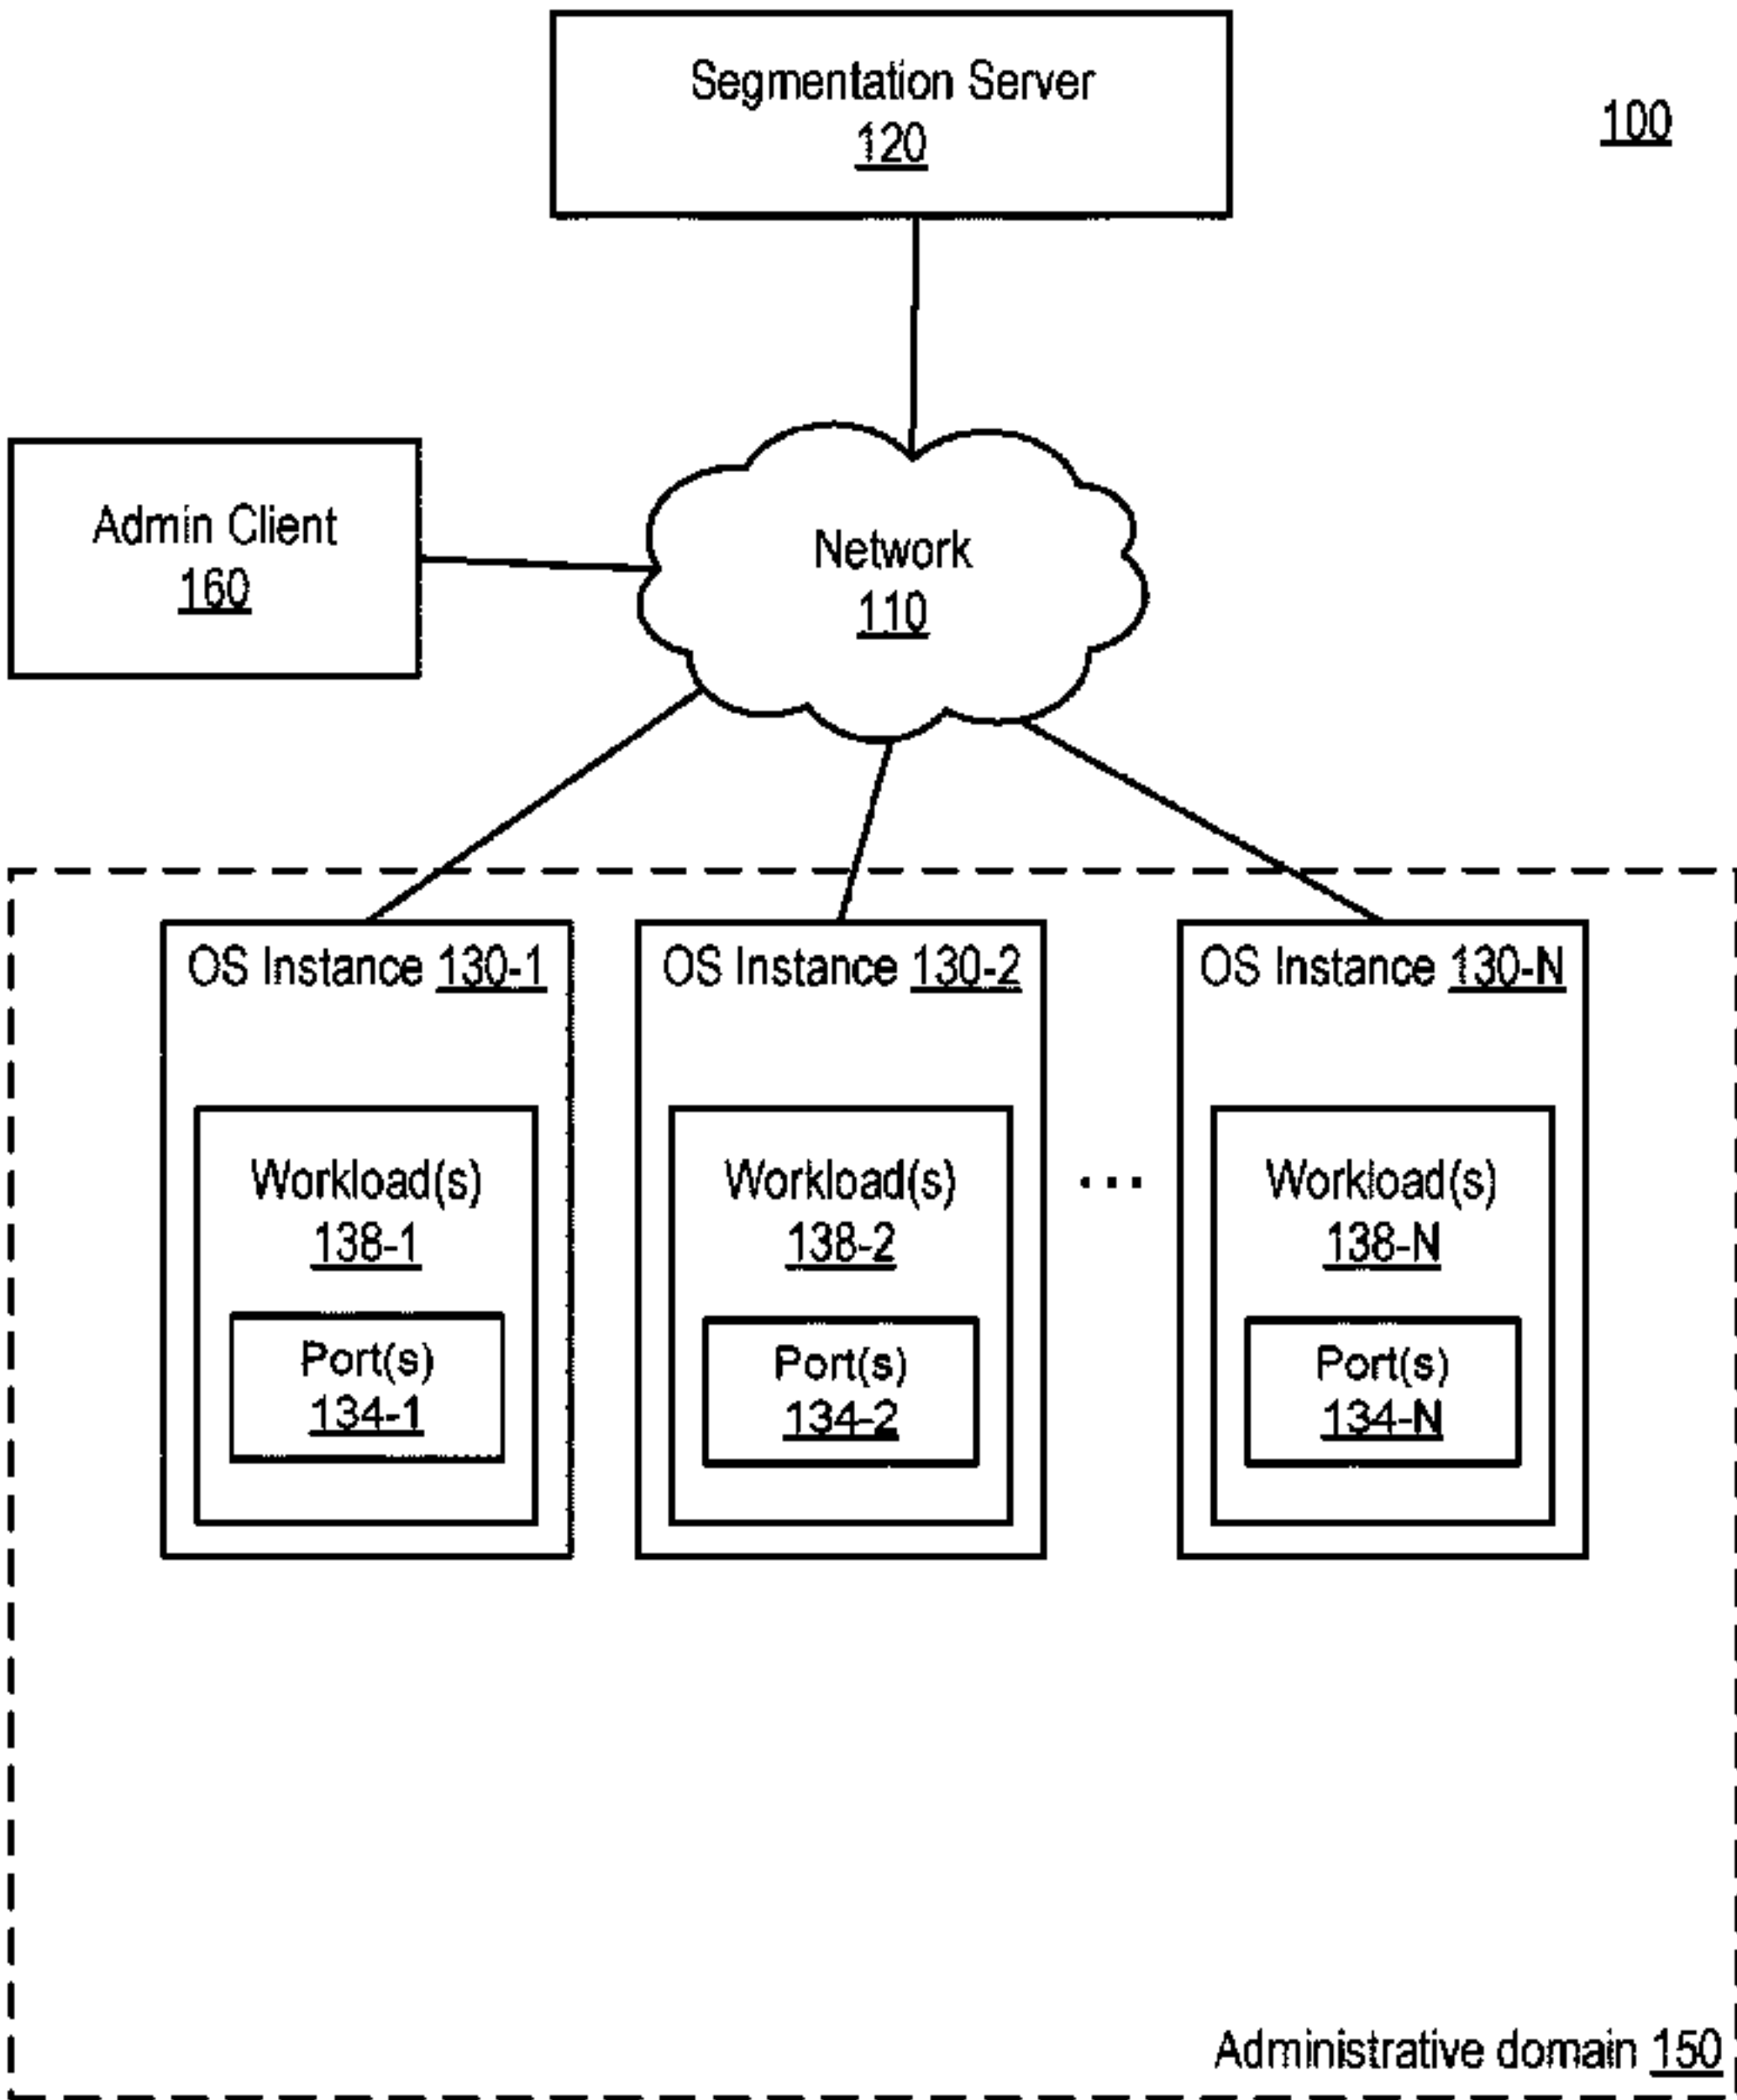 Segmentation Server
120
100
Admin Client
160
Network
110
OS Instance 130-1
OS Instance 130-2
OS Instance 130-N
Workload(s)
138-1
Workload(s)
138-2
...
Workload(s)
138-N
Port(s)
134-1
Port(s)
134-2
Port(s)
134-N
Administrative domain 150